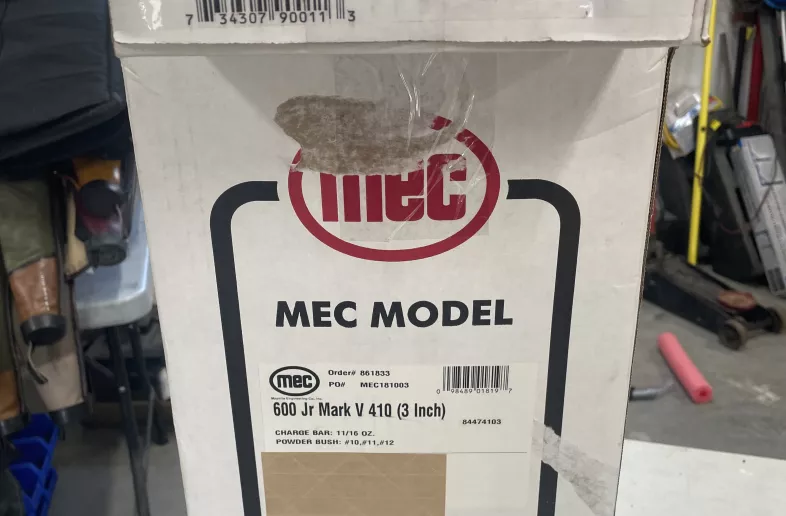 7 34307 90011 3
mec
MEC MODEL
mec
Order# 861833
PO# MEC181003
0 98489 01819 7
600 Jr Mark V 410 (3 Inch)
84474103
CHARGE BAR: 11/16 OZ.
POWDER BUSH: #10,#11,#12